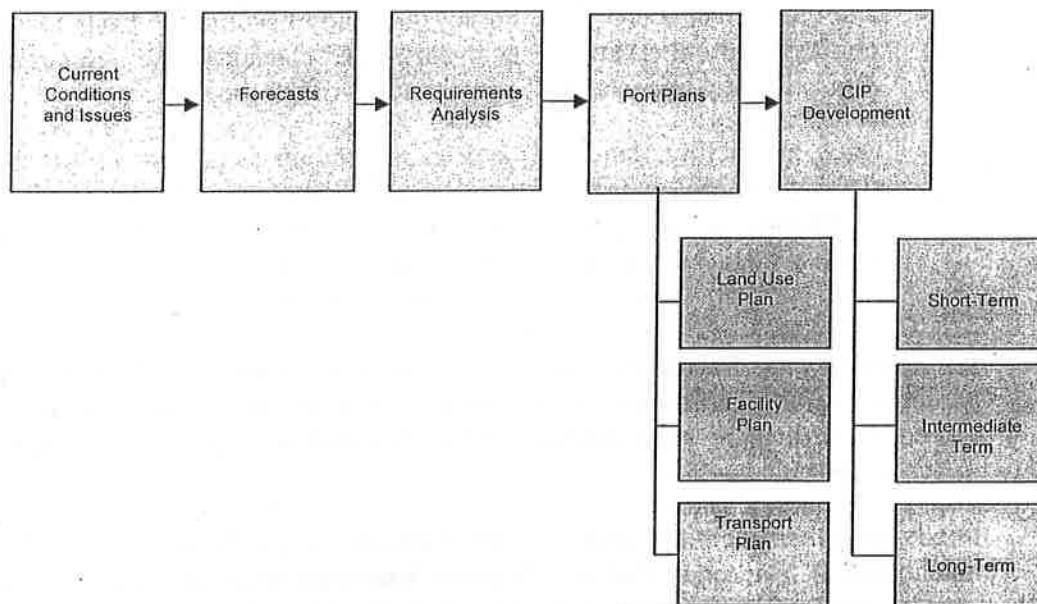 Current
Conditions
and Issues
Forecasts
Requirements
Analysis
Port Plans
CIP
Development
Land Use
Plan
Facility
Plan
Transport
Plan
Short-Term
Intermediate
Term
Long-Term